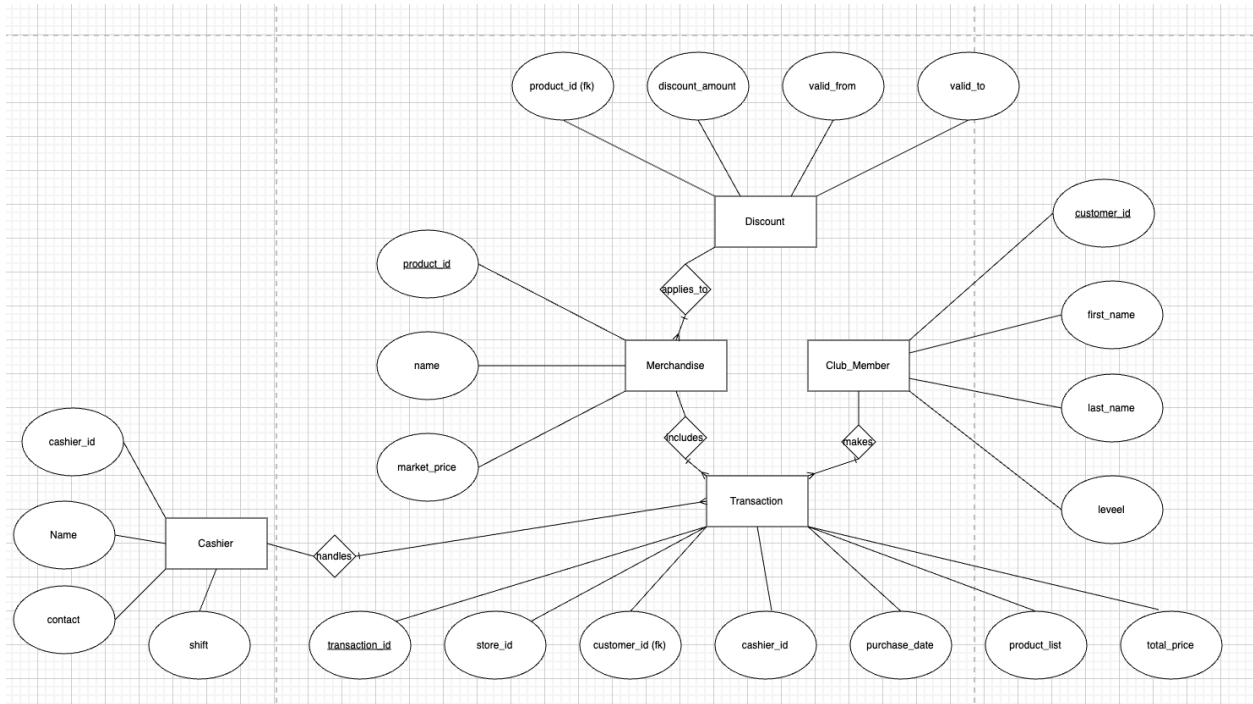 product_id (fk)
discount_amount
valid_from
valid_to
Discount
customer_id
product_id
applies_to
first_name
name
Merchandise
Club_Member
last_name
cashier_id
includes
makes
market_price
Transaction
leveel
Name
Cashier
handles
contact
shift
transaction_id
store_id
customer_id (fk)
cashier_id
purchase_date
product_list
total_price